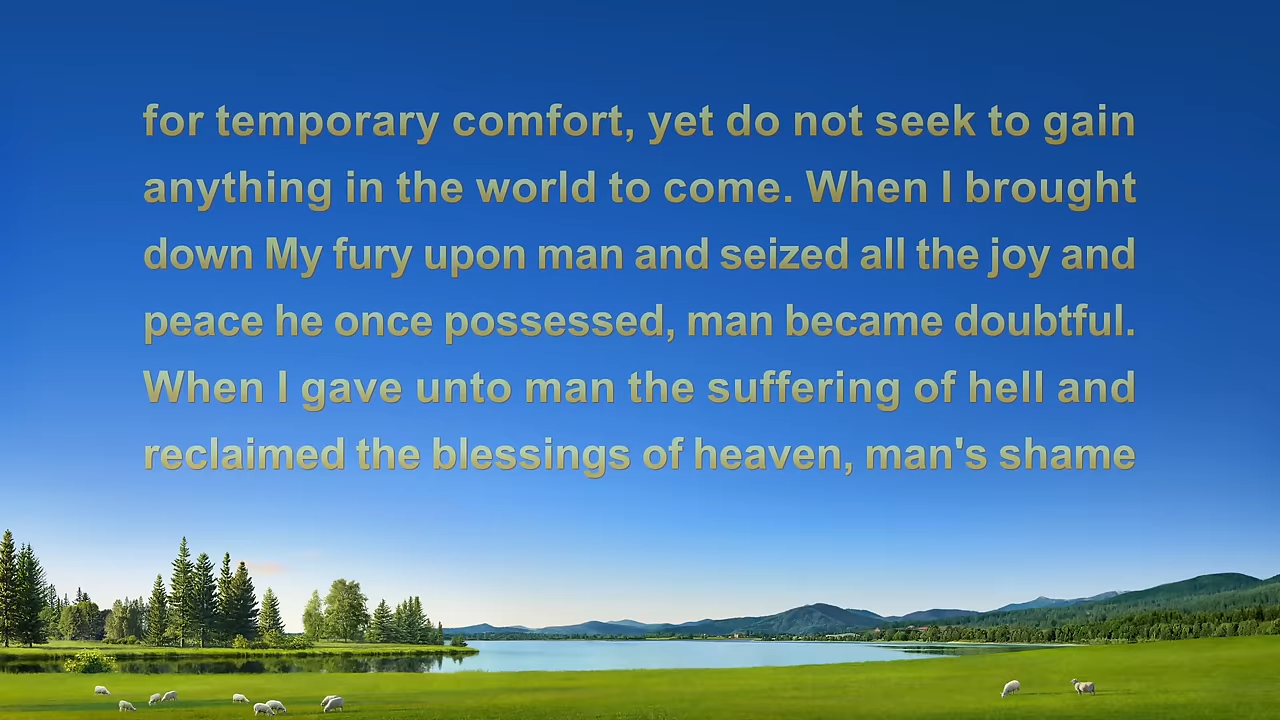 for temporary comfort, yet do not seek to gain
anything in the world to come. When I brought
down My fury upon man and seized all the joy and
peace he once possessed, man became doubtful.
When I gave unto man the suffering of hell and
reclaimed the blessings of heaven, man's shame